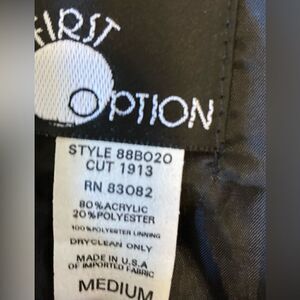 FIRST
OPTION
STYLE 88B020
CUT 1913
RN 83082
80% ACRYLIC
20% POLYESTER
100% POLYESTER LINNING
DRYCLEAN ONLY
MADE IN U.S.A
OF IMPORTED FABRIC
MEDIUM